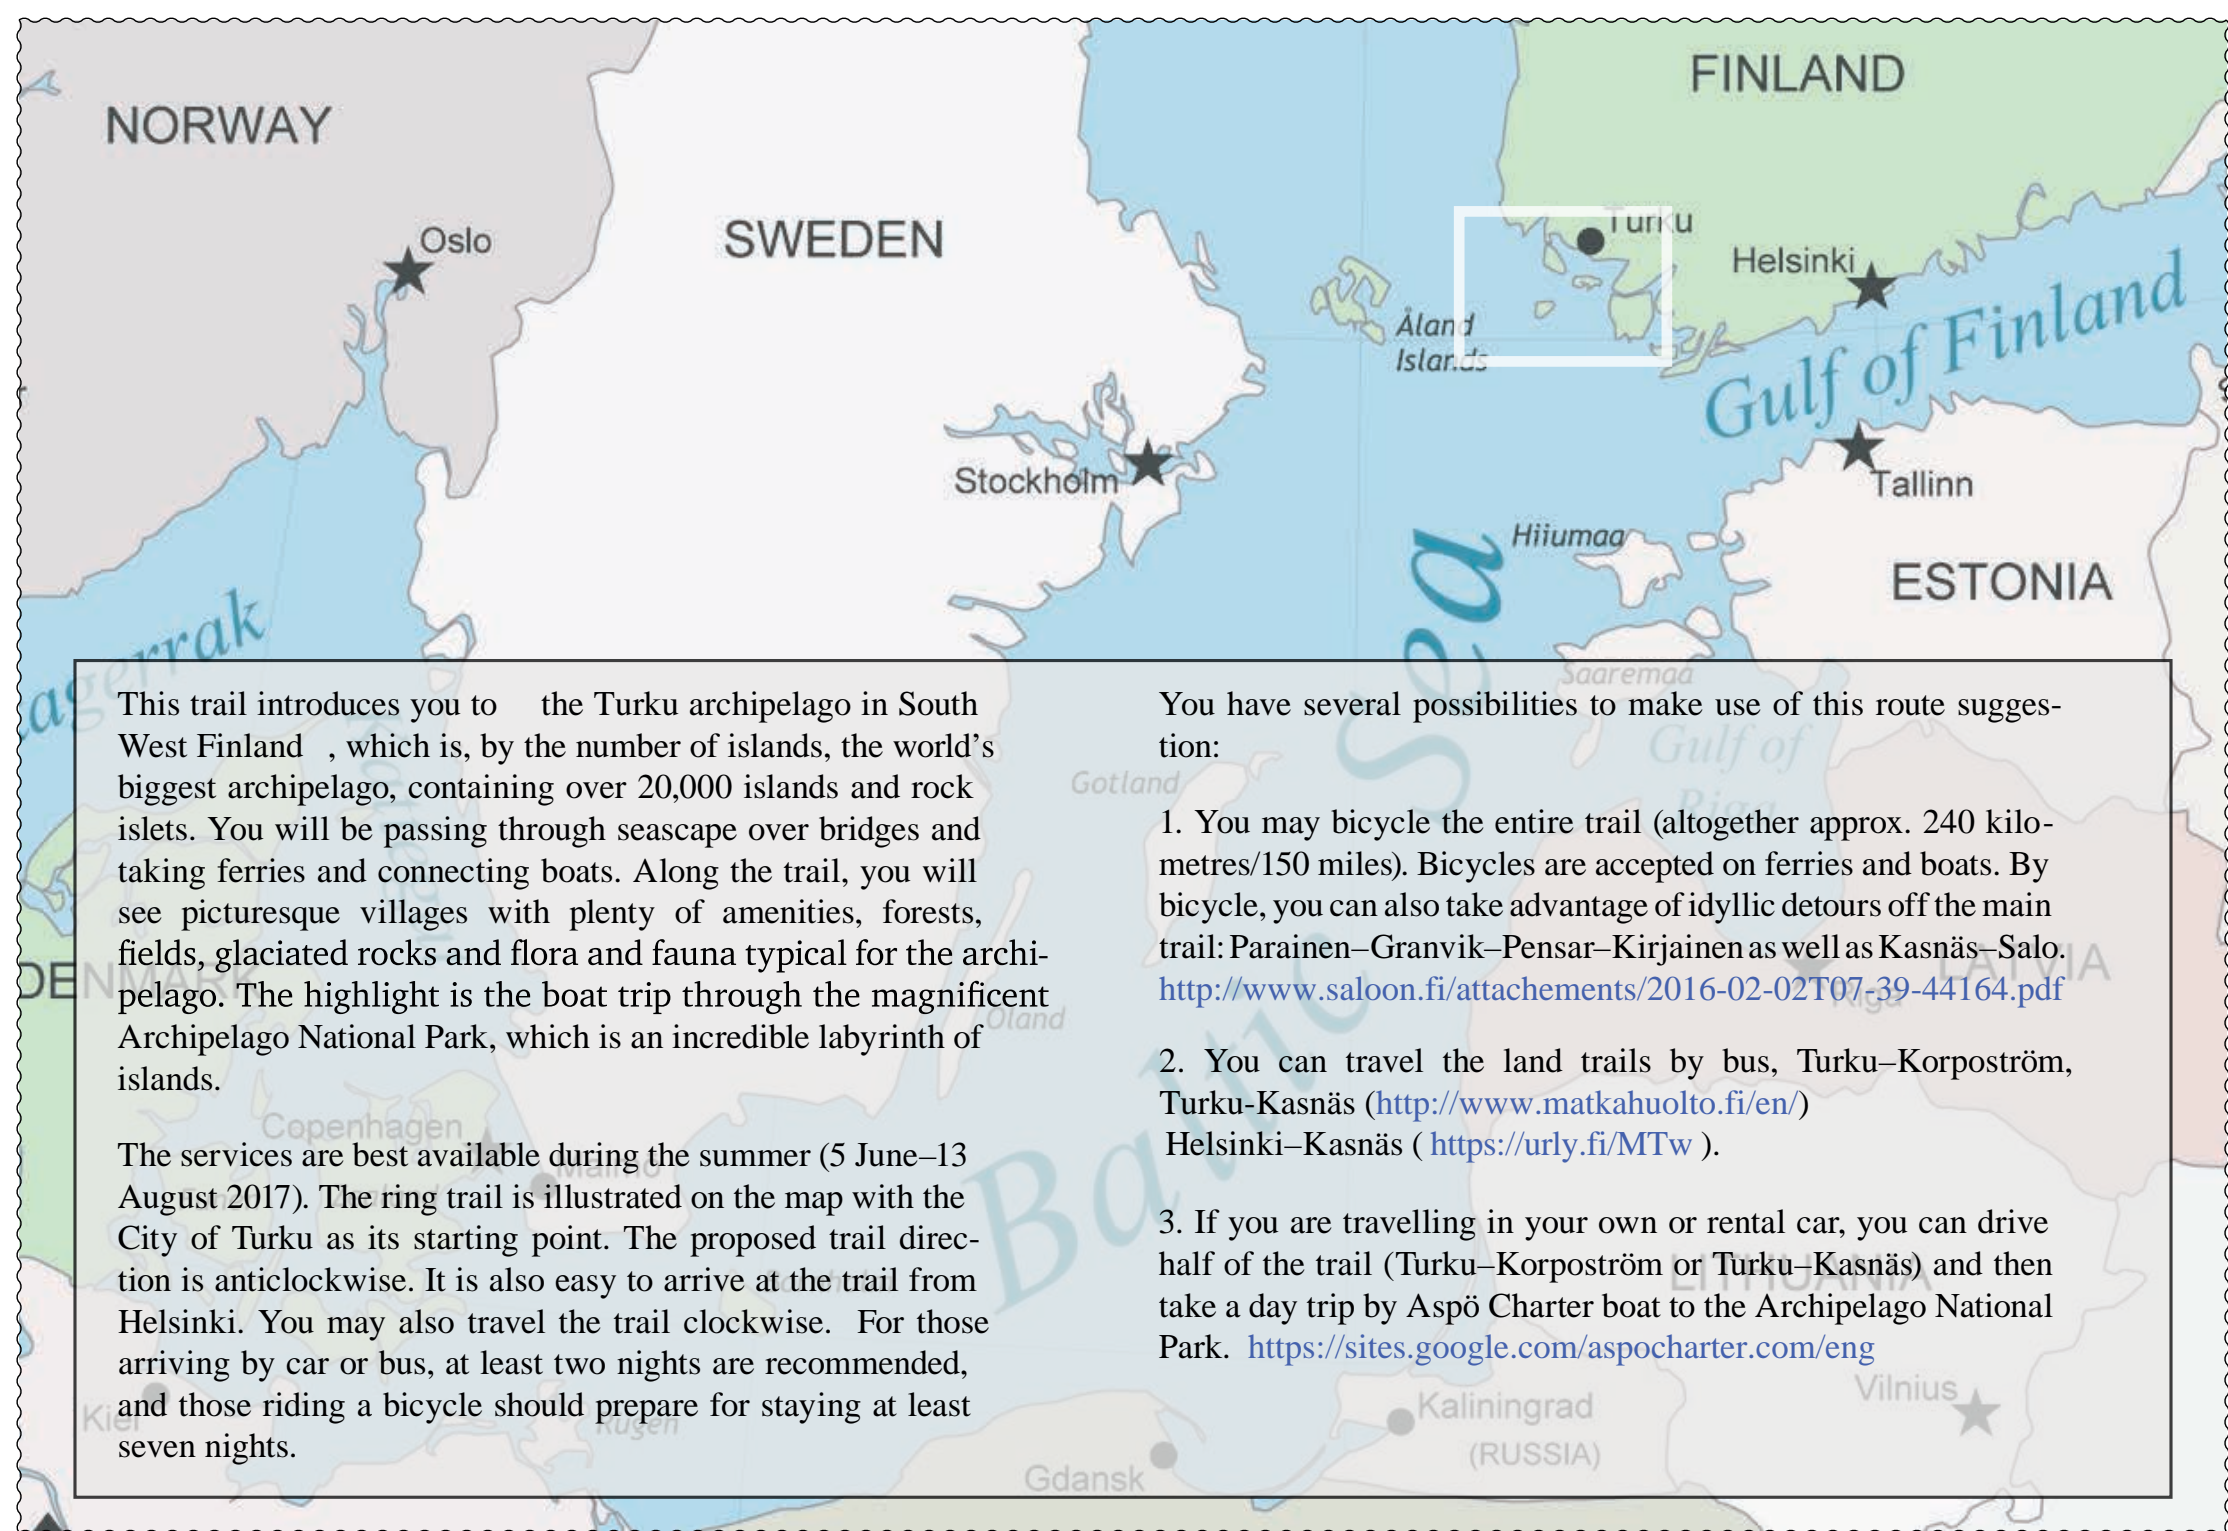 FINLAND
NORWAY
SWEDEN
Oslo
Turku
Helsinki
Åland
Islands
Gulf of Finland
Stockholm
Tallinn
Hiiumaa
ESTONIA
agerrak
Saaremaa
Baltic Sea
This trail introduces you to the Turku archipelago in South
West Finland , which is, by the number of islands, the world's
biggest archipelago, containing over 20,000 islands and rock
islets. You will be passing through seascape over bridges and
taking ferries and connecting boats. Along the trail, you will
see picturesque villages with plenty of amenities, forests,
fields, glaciated rocks and flora and fauna typical for the archi-
pelago. The highlight is the boat trip through the magnificent
Archipelago National Park, which is an incredible labyrinth of
islands.
The services are best available during the summer (5 June–13
August 2017). The ring trail is illustrated on the map with the
City of Turku as its starting point. The proposed trail direc-
tion is anticlockwise. It is also easy to arrive at the trail from
Helsinki. You may also travel the trail clockwise. For those
arriving by car or bus, at least two nights are recommended,
and those riding a bicycle should prepare for staying at least
seven nights.
You have several possibilities to make use of this route sugges-
tion:
1. You may bicycle the entire trail (altogether approx. 240 kilo-
metres/150 miles). Bicycles are accepted on ferries and boats. By
bicycle, you can also take advantage of idyllic detours off the main
trail: Parainen–Granvik–Pensar–Kirjainen as well as Kasnäs–Salo.
http://www.saloon.fi/attachements/2016-02-02T07-39-44164.pdf
2. You can travel the land trails by bus, Turku–Korpoström,
Turku-Kasnäs (http://www.matkahuolto.fi/en/)
Helsinki–Kasnäs ( https://urly.fi/MTw ).
3. If you are travelling in your own or rental car, you can drive
half of the trail (Turku–Korpoström or Turku–Kasnäs) and then
take a day trip by Aspö Charter boat to the Archipelago National
Park. https://sites.google.com/aspocharter.com/eng
Gulf of
Riga
Gotland
Kattegat
DENMARK
LATVIA
Riga
Öland
Copenhagen
Malmö
LITHUANIA
Kiel
Rügen
Kaliningrad
(RUSSIA)
Vilnius
Gdansk